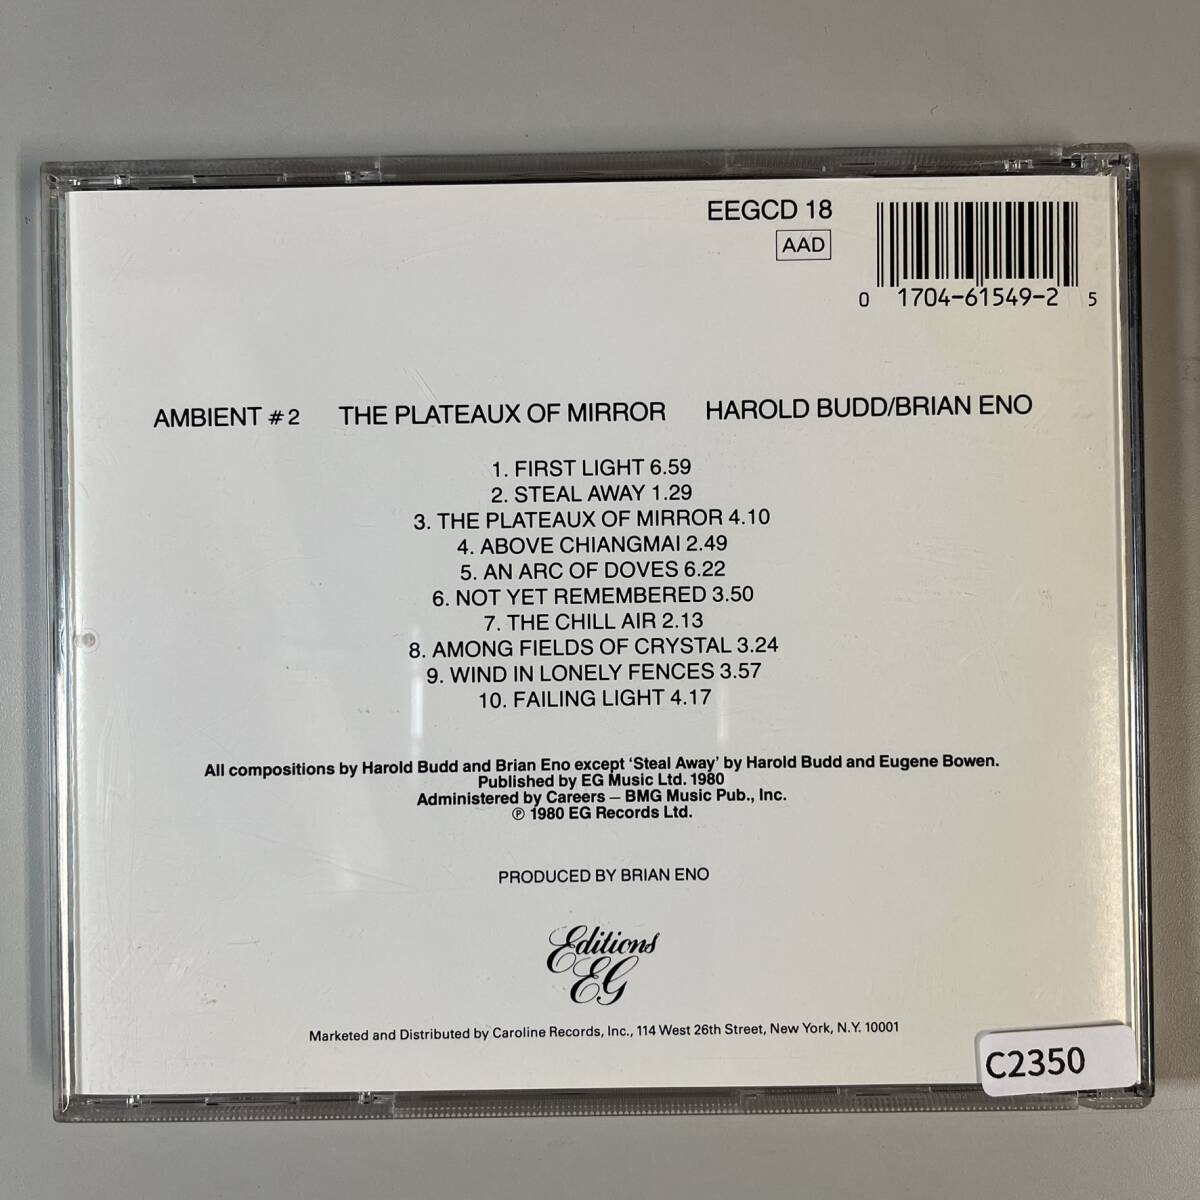 EEGCD 18
AAD
0 1704-61549-2 5
AMBIENT #2 THE PLATEAUX OF MIRROR HAROLD BUDD/BRIAN ENO
1. FIRST LIGHT 6.59
2. STEAL AWAY 1.29
3. THE PLATEAUX OF MIRROR 4.10
4. ABOVE CHIANGMAI 2.49
5. AN ARC OF DOVES 6.22
6. NOT YET REMEMBERED 3.50
7. THE CHILL AIR 2.13
8. AMONG FIELDS OF CRYSTAL 3.24
9. WIND IN LONELY FENCES 3.57
10. FAILING LIGHT 4.17
All compositions by Harold Budd and Brian Eno except 'Steal Away' by Harold Budd and Eugene Bowen.
Published by EG Music Ltd. 1980
Administered by Careers – BMG Music Pub., Inc.
℗ 1980 EG Records Ltd.
PRODUCED BY BRIAN ENO
Editions
EG
Marketed and Distributed by Caroline Records, Inc., 114 West 26th Street, New York, N.Y. 10001
C2350